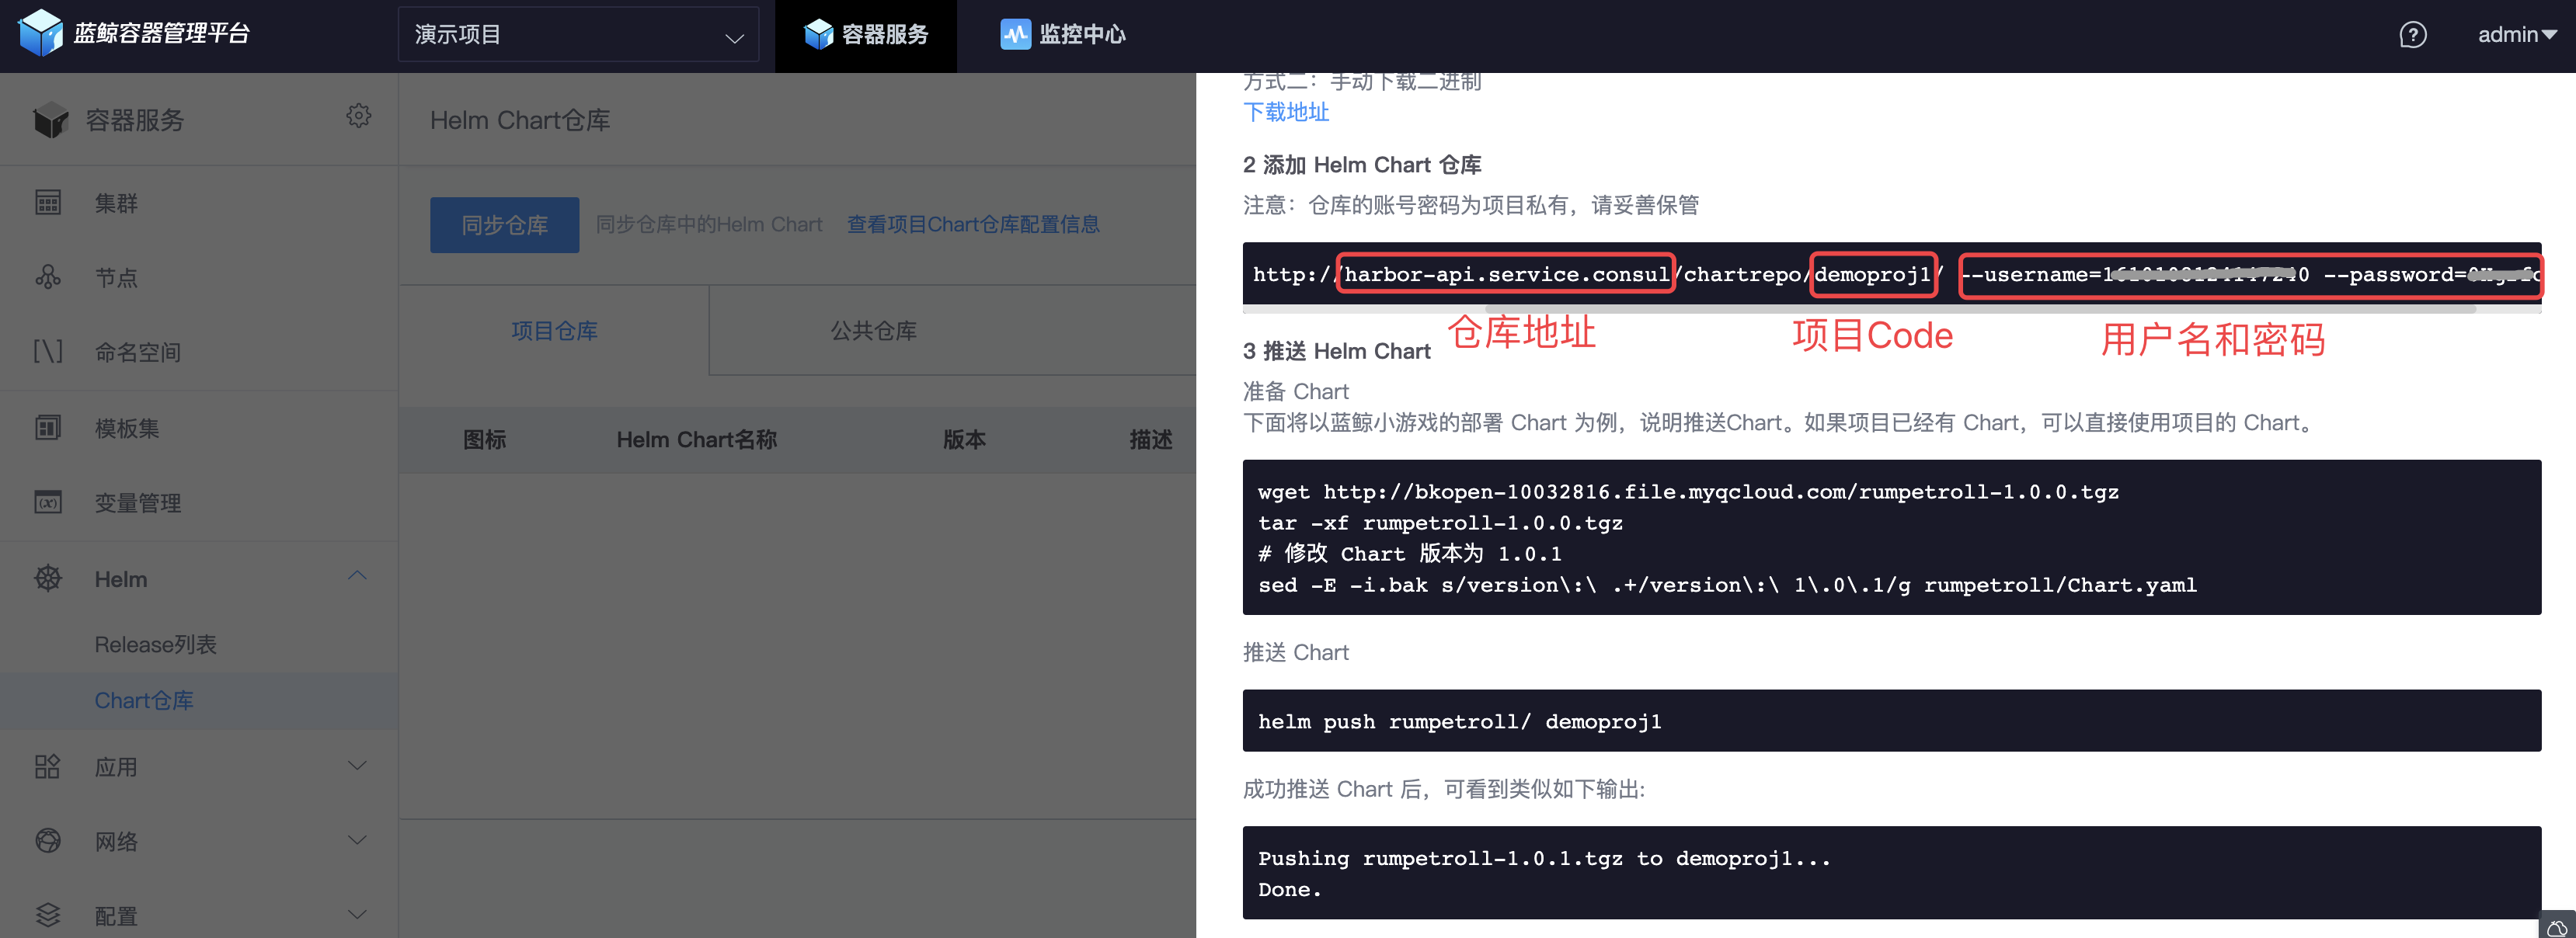 蓝鲸容器管理平台
演示项目
容器服务
监控中心
admin
容器服务
集群
节点
命名空间
模板集
变量管理
Helm
Release列表
Chart仓库
应用
网络
配置
Helm Chart仓库
同步仓库 同步仓库中的Helm Chart 查看项目Chart仓库配置信息
项目仓库 公共仓库
图标 Helm Chart名称 版本 描述
方式二：手动下载二进制
下载地址
2 添加 Helm Chart 仓库
注意：仓库的账号密码为项目私有，请妥善保管
http://harbor-api.service.consul/chartrepo/demoproj1/ --username= --password=
仓库地址 项目Code 用户名和密码
3 推送 Helm Chart
准备 Chart
下面将以蓝鲸小游戏的部署 Chart 为例，说明推送Chart。如果项目已经有 Chart，可以直接使用项目的 Chart。
wget http://bkopen-10032816.file.myqcloud.com/rumpetroll-1.0.0.tgz
tar -xf rumpetroll-1.0.0.tgz
# 修改 Chart 版本为 1.0.1
sed -E -i.bak s/version\:\ .+/version\:\ 1\.0\.1/g rumpetroll/Chart.yaml
推送 Chart
helm push rumpetroll/ demoproj1
成功推送 Chart 后，可看到类似如下输出:
Pushing rumpetroll-1.0.1.tgz to demoproj1...
Done.